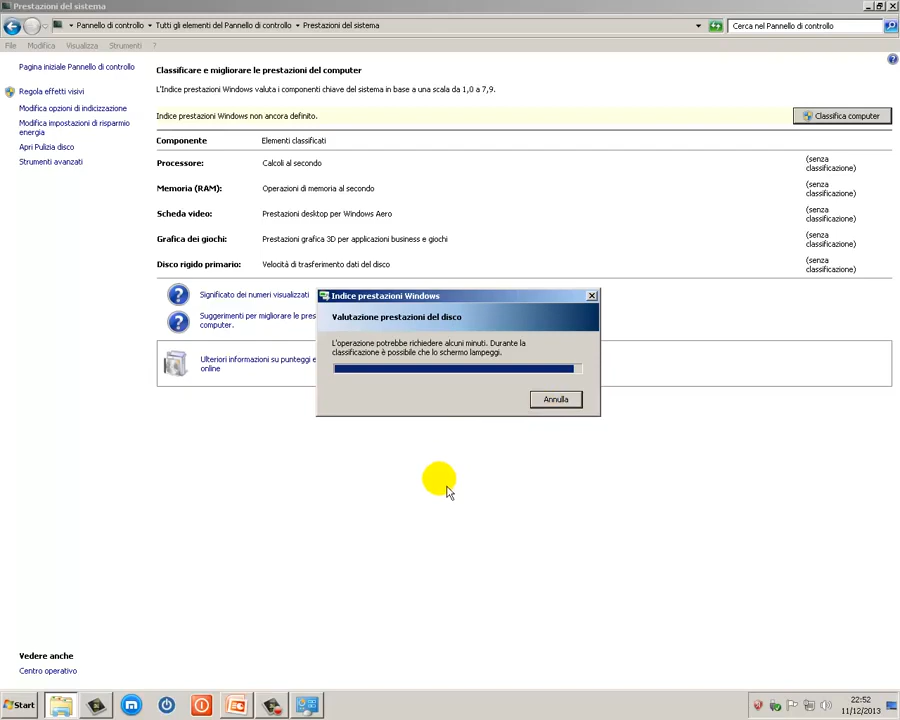 Prestazioni del sistema
Pannello di controllo
Tutti gli elementi del Pannello di controllo
Prestazioni del sistema
Cerca nel Pannello di controllo
File
Modifica
Visualizza
Strumenti
?
Pagina iniziale Pannello di controllo
Regola effetti visivi
Modifica opzioni di indicizzazione
Modifica impostazioni di risparmio
energia
Apri Pulizia disco
Strumenti avanzati
Classificare e migliorare le prestazioni del computer
L'Indice prestazioni Windows valuta i componenti chiave del sistema in base a una scala da 1,0 a 7,9.
Indice prestazioni Windows non ancora definito.
Classifica computer
Componente
Elementi classificati
Processore:
Calcoli al secondo
(senza
classificazione)
Memoria (RAM):
Operazioni di memoria al secondo
(senza
classificazione)
Scheda video:
Prestazioni desktop per Windows Aero
(senza
classificazione)
Grafica dei giochi:
Prestazioni grafica 3D per applicazioni business e giochi
(senza
classificazione)
Disco rigido primario:
Velocità di trasferimento dati del disco
(senza
classificazione)
Significato dei numeri visualizzati
Suggerimenti per migliorare le pres
computer.
Ulteriori informazioni su punteggi e
online
Indice prestazioni Windows
Valutazione prestazioni del disco
L'operazione potrebbe richiedere alcuni minuti. Durante la
classificazione è possibile che lo schermo lampeggi.
Annulla
Vedere anche
Centro operativo
Start
22:52
11/12/2013